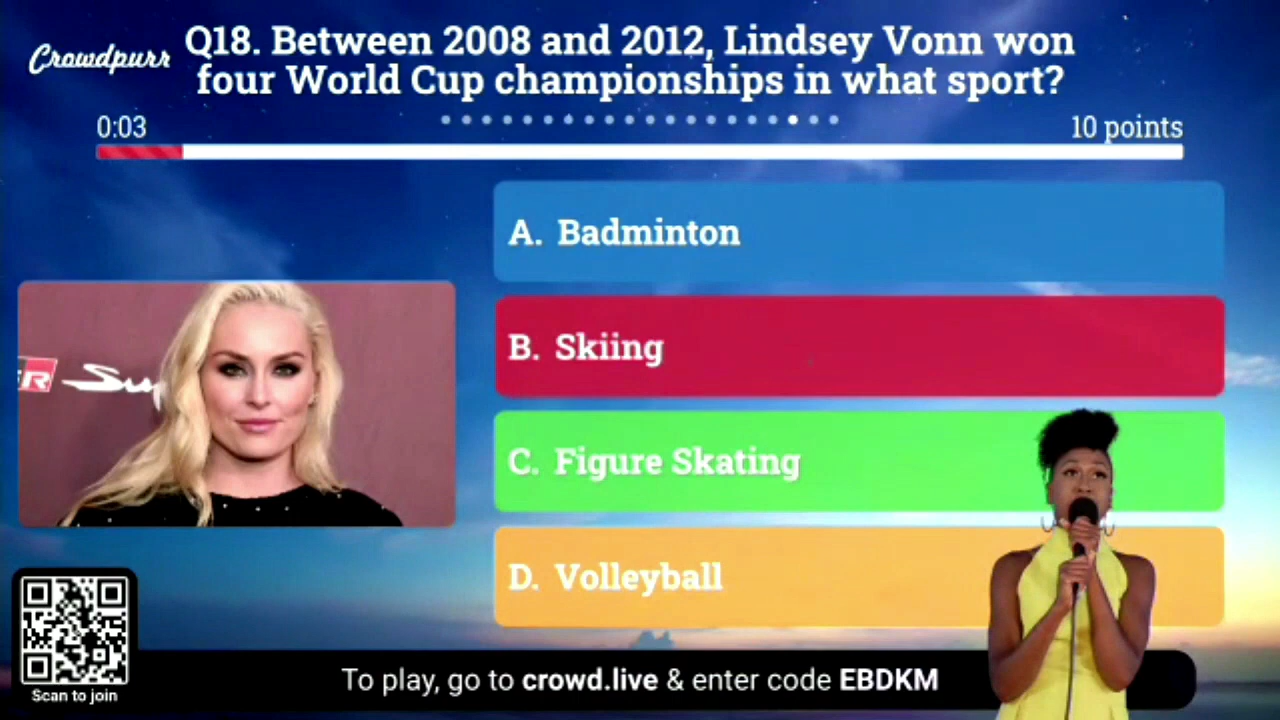 Crowdpurr
Q18. Between 2008 and 2012, Lindsey Vonn won
four World Cup championships in what sport?
0:03
10 points
A. Badminton
B. Skiing
R
C. Figure Skating
D. Volleyball
Scan to join
To play, go to crowd.live & enter code EBDKM